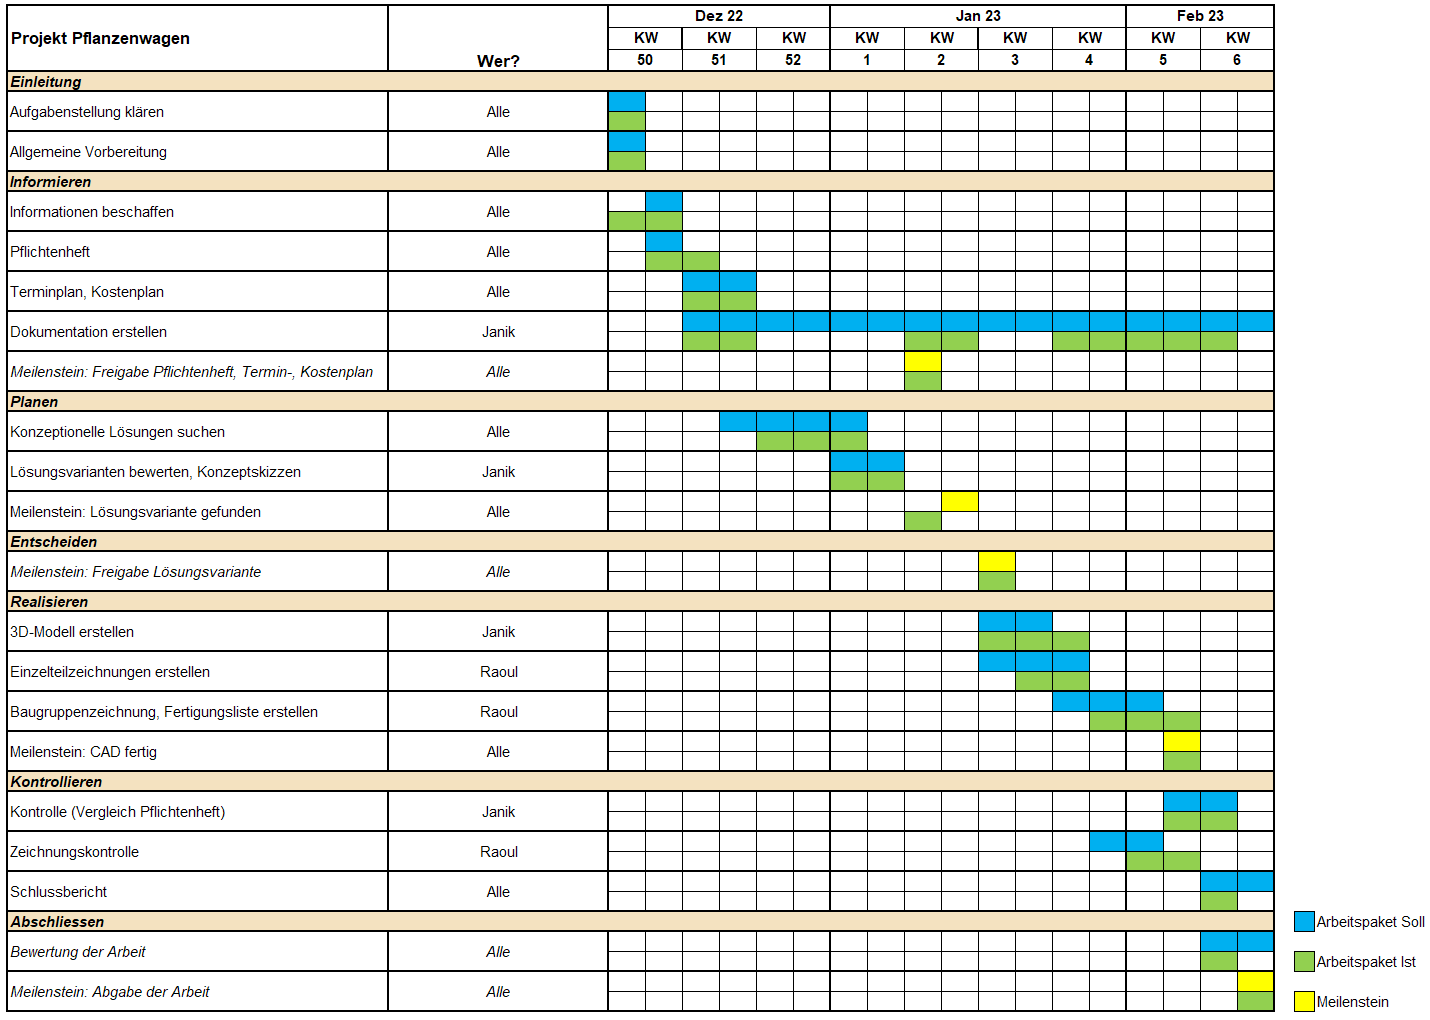 Dez 22 Jan 23 Feb 23
Projekt Pflanzenwagen Wer? KW KW KW KW KW KW KW KW KW
50 51 52 1 2 3 4 5 6
Einleitung
Aufgabenstellung klären Alle
Allgemeine Vorbereitung Alle
Informieren
Informationen beschaffen Alle
Pflichtenheft Alle
Terminplan, Kostenplan Alle
Dokumentation erstellen Janik
Meilenstein: Freigabe Pflichtenheft, Termin-, Kostenplan Alle
Planen
Konzeptionelle Lösungen suchen Alle
Lösungsvarianten bewerten, Konzeptskizzen Janik
Meilenstein: Lösungsvariante gefunden Alle
Entscheiden
Meilenstein: Freigabe Lösungsvariante Alle
Realisieren
3D-Modell erstellen Janik
Einzelteilzeichnungen erstellen Raoul
Baugruppenzeichnung, Fertigungsliste erstellen Raoul
Meilenstein: CAD fertig Alle
Kontrollieren
Kontrolle (Vergleich Pflichtenheft) Janik
Zeichnungskontrolle Raoul
Schlussbericht Alle
Abschliessen
Bewertung der Arbeit Alle
Meilenstein: Abgabe der Arbeit Alle
Arbeitspaket Soll
Arbeitspaket Ist
Meilenstein